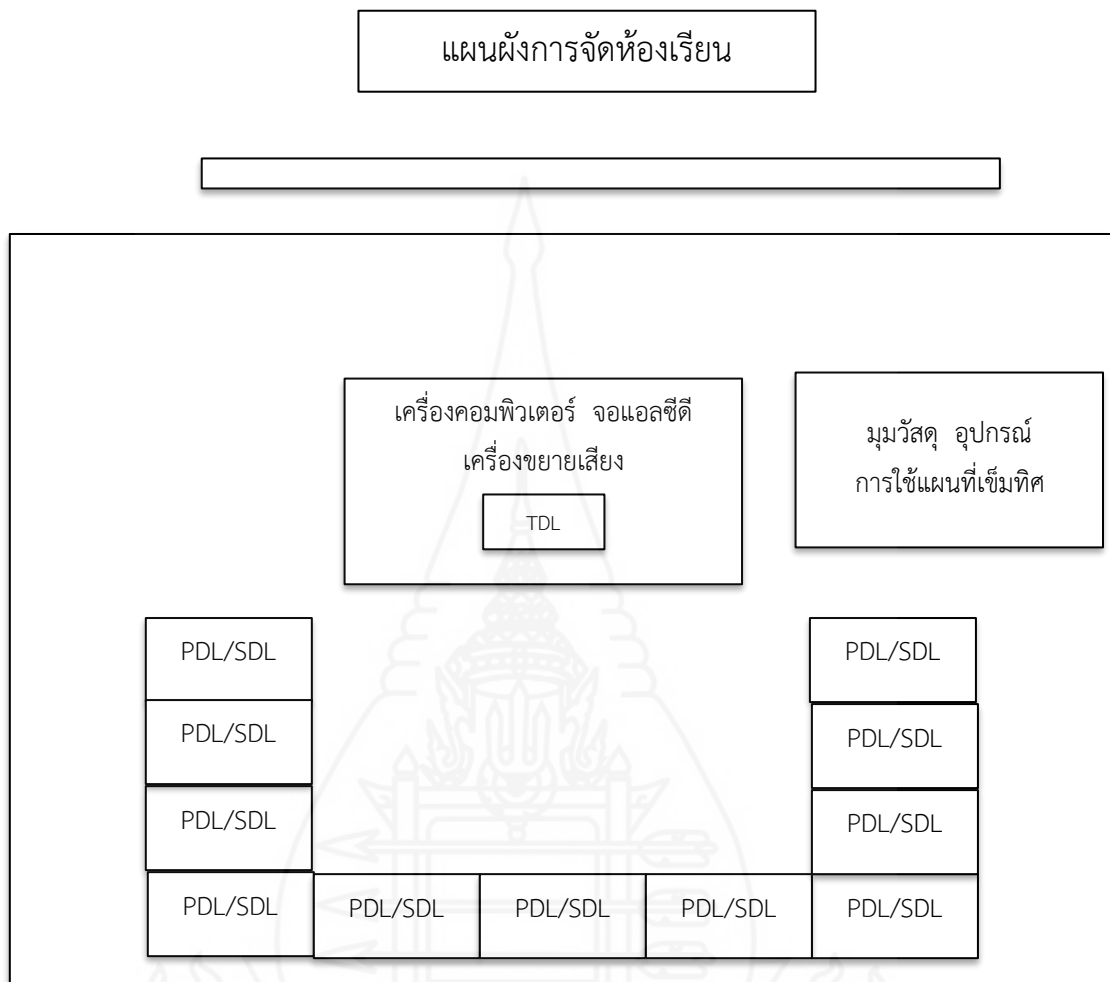 แผนผังการจัดห้องเรียน
เครื่องคอมพิวเตอร์ จอแอลซีดี
เครื่องขยายเสียง
TDL
มุมวัสดุ อุปกรณ์
การใช้แผนที่เข็มทิศ
PDL/SDL
PDL/SDL
PDL/SDL
PDL/SDL
PDL/SDL
PDL/SDL
PDL/SDL
PDL/SDL
PDL/SDL
PDL/SDL
PDL/SDL